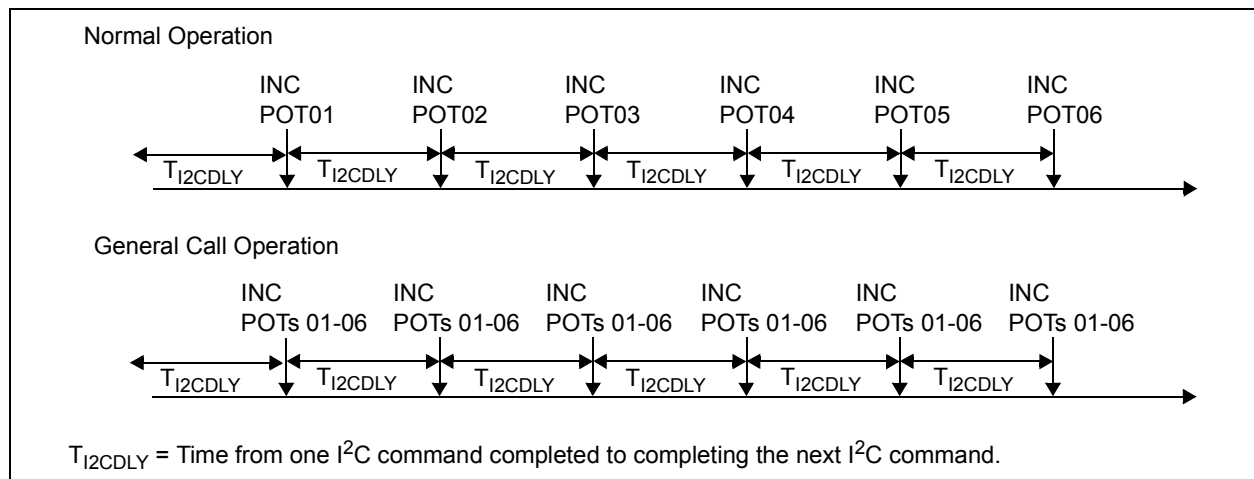 Normal Operation
INC INC INC INC INC INC
POT01 POT02 POT03 POT04 POT05 POT06
TI2CDLY TI2CDLY TI2CDLY TI2CDLY TI2CDLY TI2CDLY
General Call Operation
INC INC INC INC INC INC
POTs 01-06 POTs 01-06 POTs 01-06 POTs 01-06 POTs 01-06 POTs 01-06
TI2CDLY TI2CDLY TI2CDLY TI2CDLY TI2CDLY TI2CDLY
TI2CDLY = Time from one I²C command completed to completing the next I²C command.